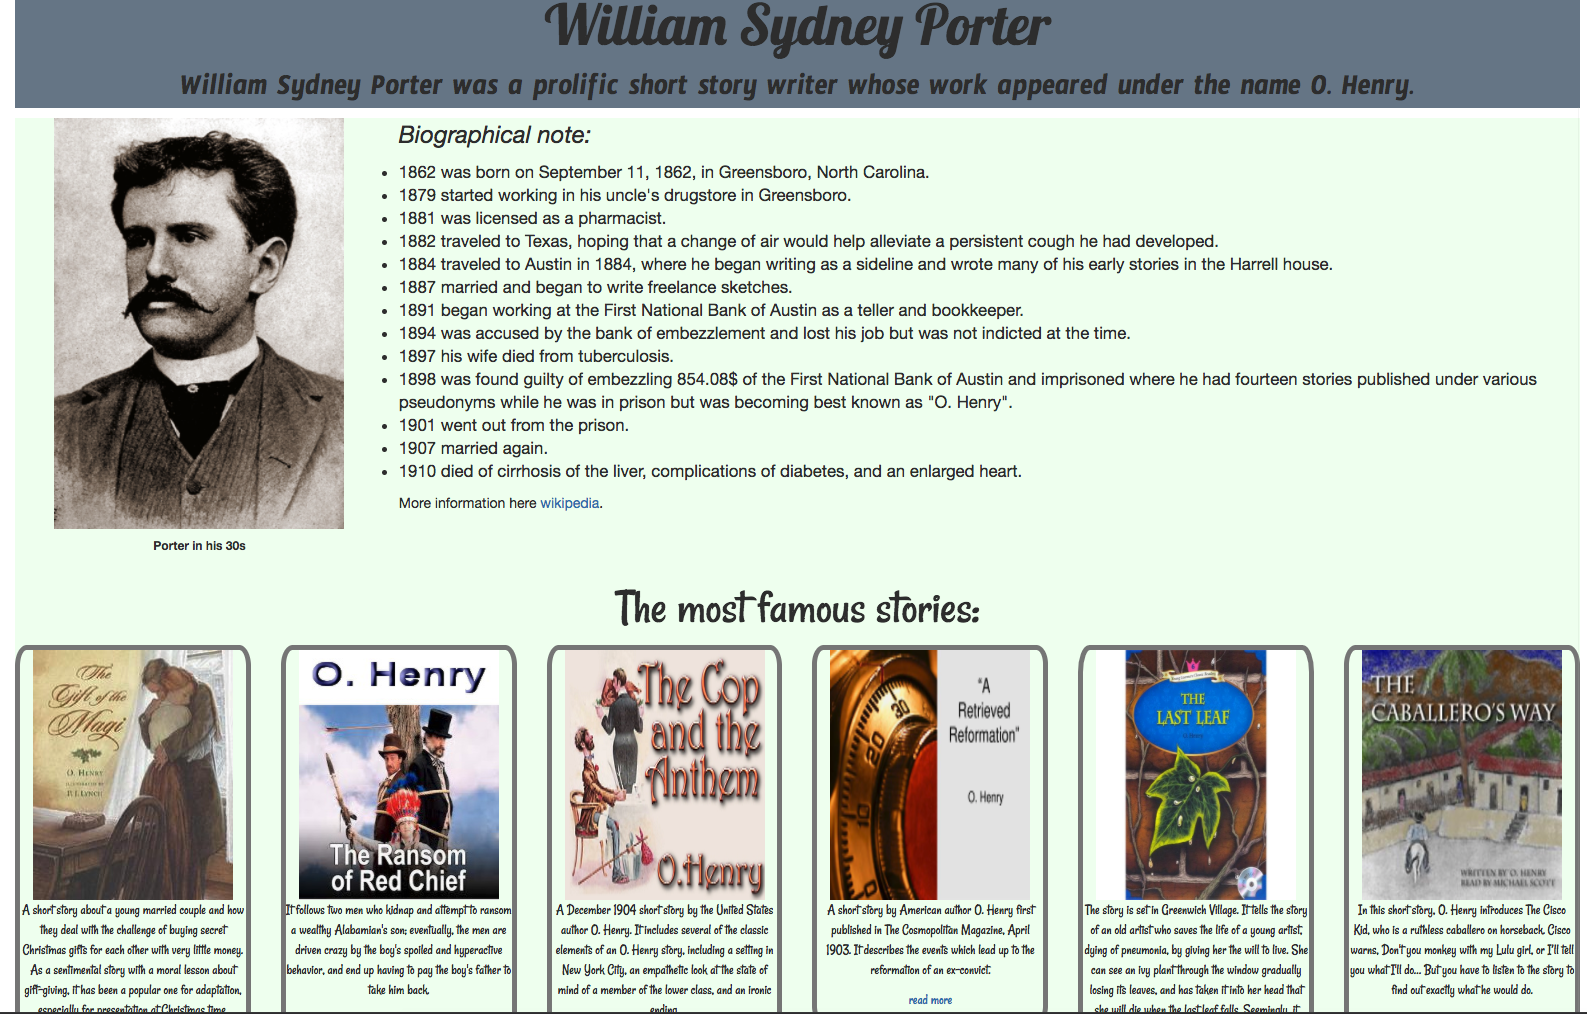 William Sydney Porter
William Sydney Porter was a prolific short story writer whose work appeared under the name O. Henry.
Biographical note:
1862 was born on September 11, 1862, in Greensboro, North Carolina.
1879 started working in his uncle's drugstore in Greensboro.
1881 was licensed as a pharmacist.
1882 traveled to Texas, hoping that a change of air would help alleviate a persistent cough he had developed.
1884 traveled to Austin in 1884, where he began writing as a sideline and wrote many of his early stories in the Harrell house.
1887 married and began to write freelance sketches.
1891 began working at the First National Bank of Austin as a teller and bookkeeper.
1894 was accused by the bank of embezzlement and lost his job but was not indicted at the time.
1897 his wife died from tuberculosis.
1898 was found guilty of embezzling 854.08$ of the First National Bank of Austin and imprisoned where he had fourteen stories published under various
pseudonyms while he was in prison but was becoming best known as "O. Henry".
1901 went out from the prison.
1907 married again.
1910 died of cirrhosis of the liver, complications of diabetes, and an enlarged heart.
More information here wikipedia.
Porter in his 30s
The most famous stories:
The
Gift of the
Magi
O. HENRY
ILLUSTRATED BY
P.J. LYNCH
A short story about a young married couple and how
they deal with the challenge of buying secret
Christmas gifts for each other with very little money.
As a sentimental story with a moral lesson about
gift-giving, it has been a popular one for adaptation,
especially for presentation at Christmas time.
O. Henry
The Ransom
of Red Chief
It follows two men who kidnap and attempt to ransom
a wealthy Alabamian's son; eventually, the men are
driven crazy by the boy's spoiled and hyperactive
behavior, and end up having to pay the boy's father to
take him back.
The Cop
and the
Anthem
O.Henry
A December 1904 short story by the United States
author O. Henry. It includes several of the classic
elements of an O. Henry story, including a setting in
New York City, an empathetic look at the state of
mind of a member of the lower class, and an ironic
ending.
30
20
10
"A
Retrieved
Reformation"
O. Henry
A short story by American author O. Henry first
published in The Cosmopolitan Magazine, April
1903. It describes the events which lead up to the
reformation of an ex-convict.
read more
THE
LAST LEAF
O. Henry
The story is set in Greenwich Village. It tells the story
of an old artist who saves the life of a young artist,
dying of pneumonia, by giving her the will to live. She
can see an ivy plant through the window gradually
losing its leaves, and has taken it into her head that
she will die when the last leaf falls. Seemingly, it
THE
CABALLERO'S WAY
WRITTEN BY O. HENRY
READ BY MICHAEL SCOTT
In this short story, O. Henry introduces The Cisco
Kid, who is a ruthless caballero on horseback. Cisco
warns, Don't you monkey with my Lulu girl, or I'll tell
you what I'll do... But you have to listen to the story to
find out exactly what he would do.